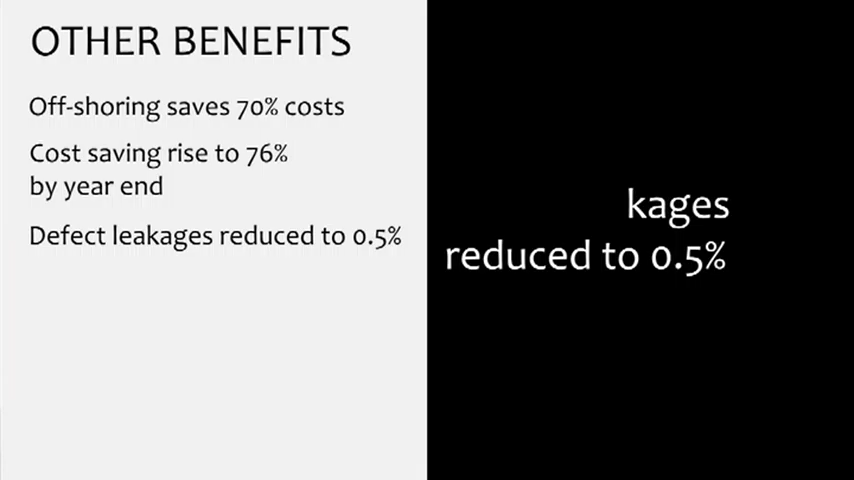 OTHER BENEFITS
Off-shoring saves 70% costs
Cost saving rise to 76%
by year end
Defect leakages reduced to 0.5%
kages
reduced to 0.5%